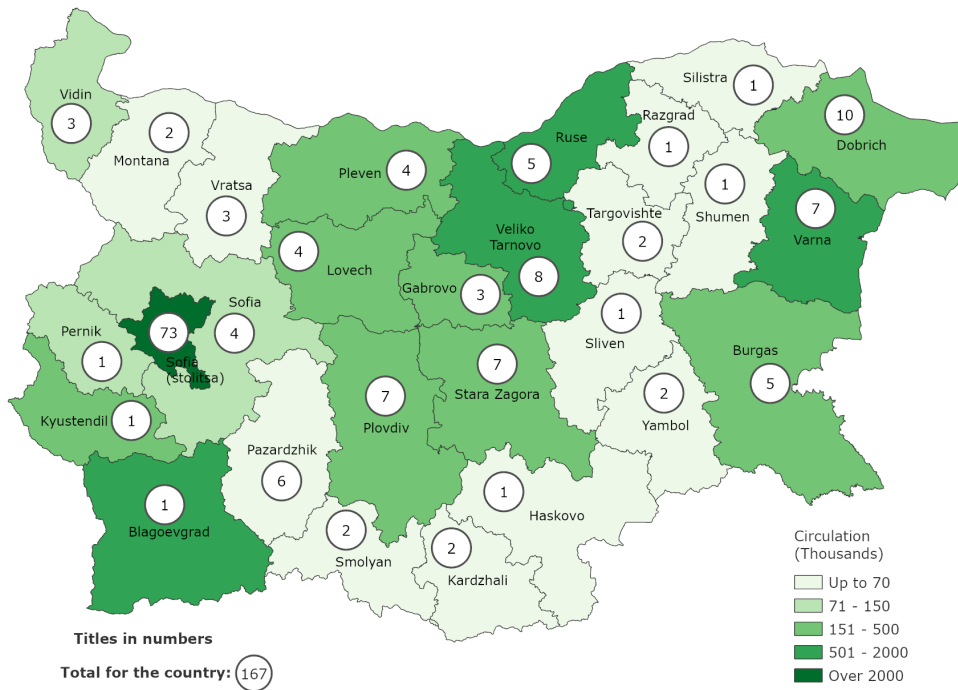 Silistra
1
Vidin
3
Razgrad
1
10
Dobrich
2
Montana
Ruse
5
Pleven
4
Vratsa
3
1
Shumen
7
Varna
Targovishte
2
Veliko
Tarnovo
8
4
Lovech
Gabrovo
3
Sofia
4
73
Sofia
(stolitsa)
Pernik
1
1
Sliven
Burgas
5
7
Stara Zagora
2
Yambol
7
Plovdiv
Kyustendil
1
Pazardzhik
6
1
Haskovo
1
Blagoevgrad
2
Smolyan
2
Kardzhali
Circulation
(Thousands)
Up to 70
71 - 150
151 - 500
501 - 2000
Over 2000
Titles in numbers
Total for the country: 167